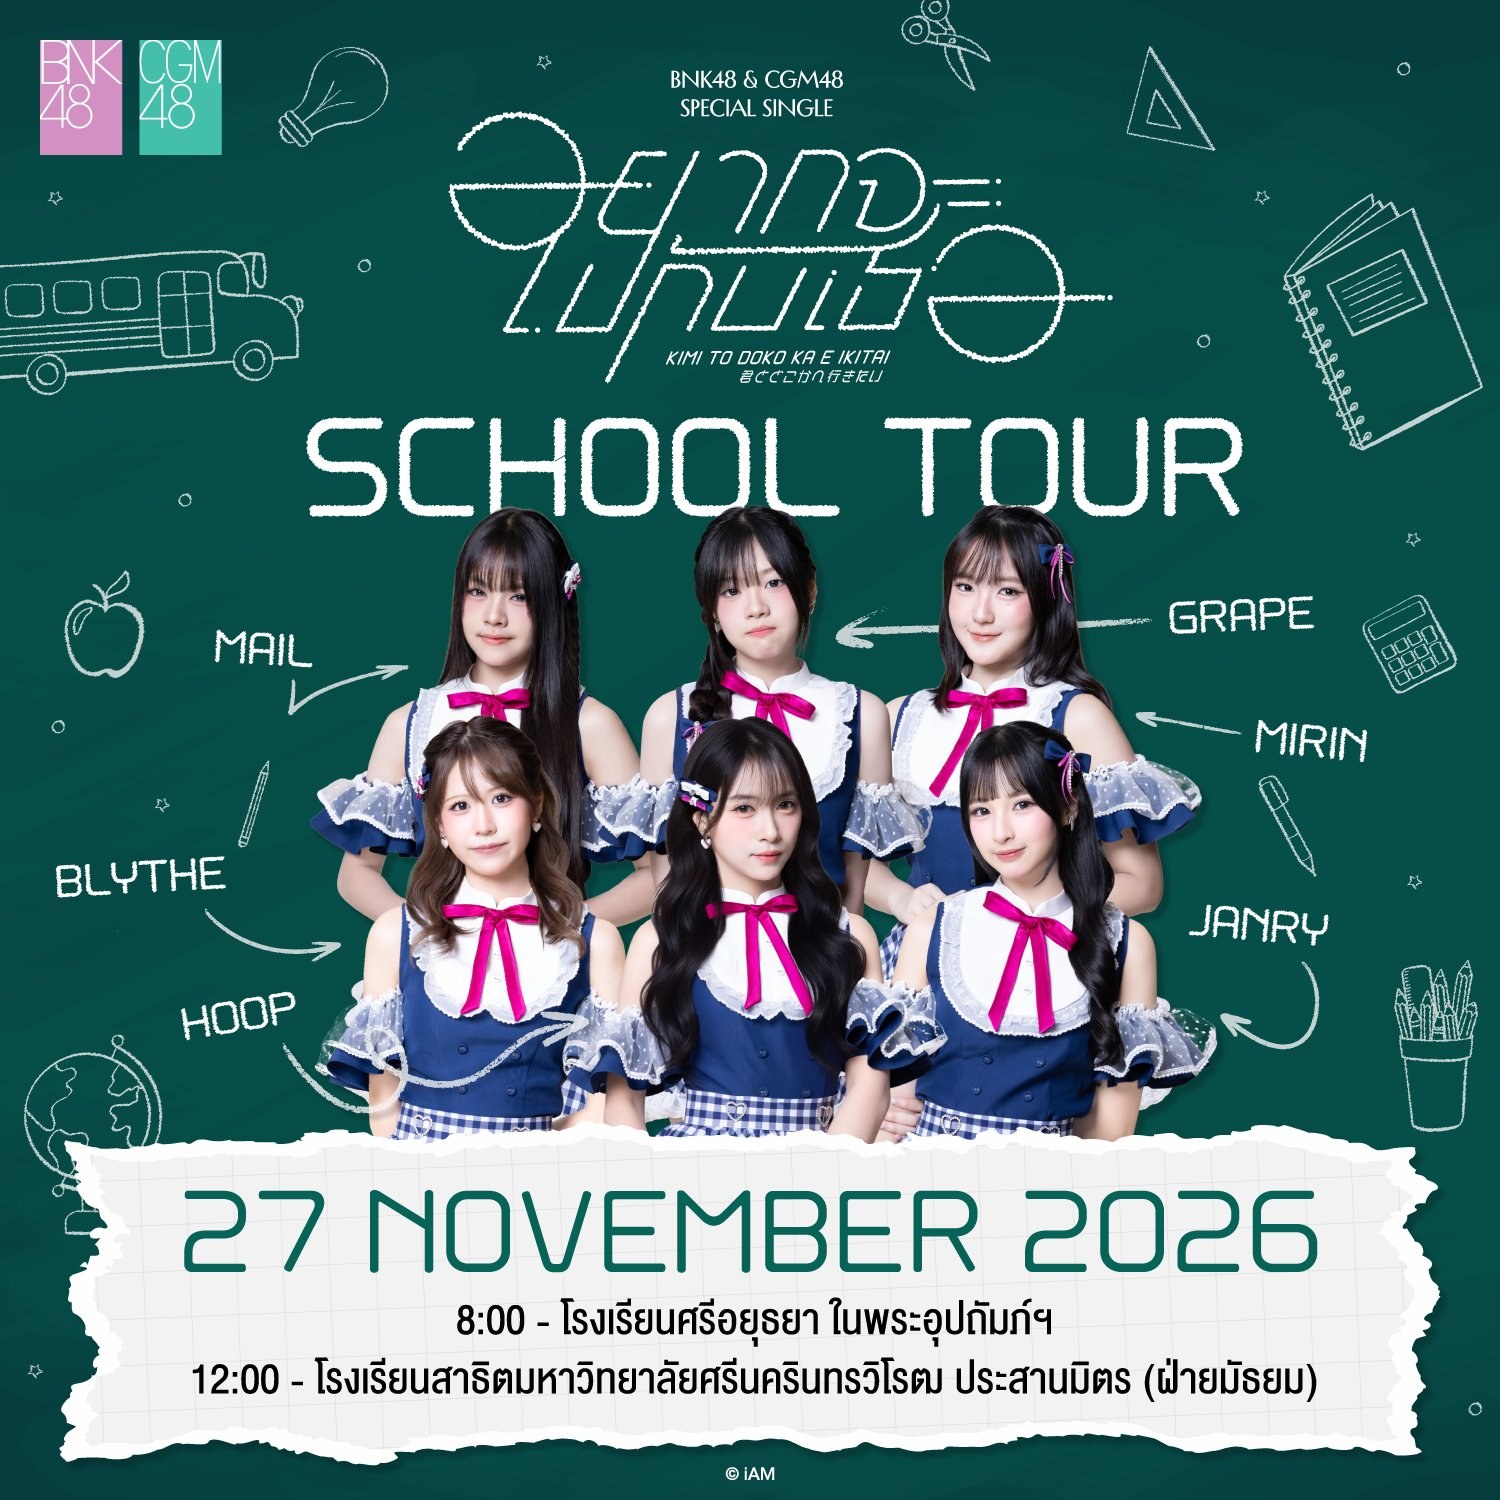 BNK
48
CGM
48
BNK48 & CGM48
SPECIAL SINGLE
อยากจะ
ไปกับเธอ
KIMI TO DOKO KA E IKITAI
君とどこかへ行きたい
SCHOOL TOUR
MAIL
GRAPE
MIRIN
BLYTHE
JANRY
HOOP
27 NOVEMBER 2026
8:00 - โรงเรียนศรีอยุธยา ในพระอุปถัมภ์ฯ
12:00 - โรงเรียนสาธิตมหาวิทยาลัยศรีนครินทรวิโรฒ ประสานมิตร (ฝ่ายมัธยม)
© iAM